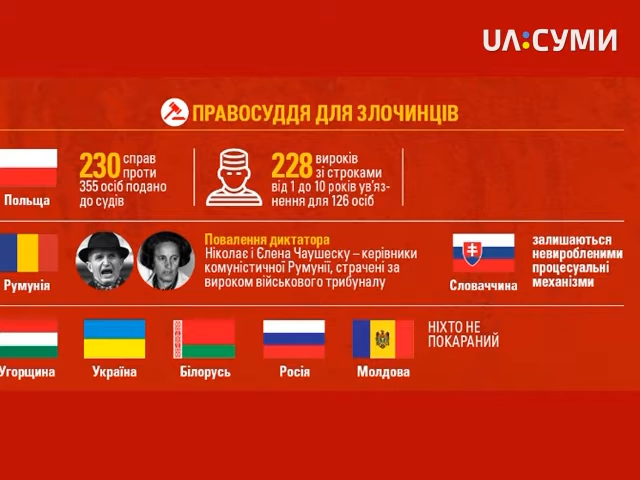 UA:СУМИ
ПРАВОСУДДЯ ДЛЯ ЗЛОЧИНЦІВ
Польща
230 справ
проти
355 осіб подано
до судів
228 вироків
зі строками
від 1 до 10 років ув'яз-
нення для 126 осіб
Румунія
Повалення диктатора
Ніколає і Єлена Чаушеску – керівники
комуністичної Румунії, страчені за
вироком військового трибуналу
Словаччина
залишаються
невиробленими
процесуальні
механізми
Угорщина
Україна
Білорусь
Росія
Молдова
НІХТО НЕ
ПОКАРАНИЙ